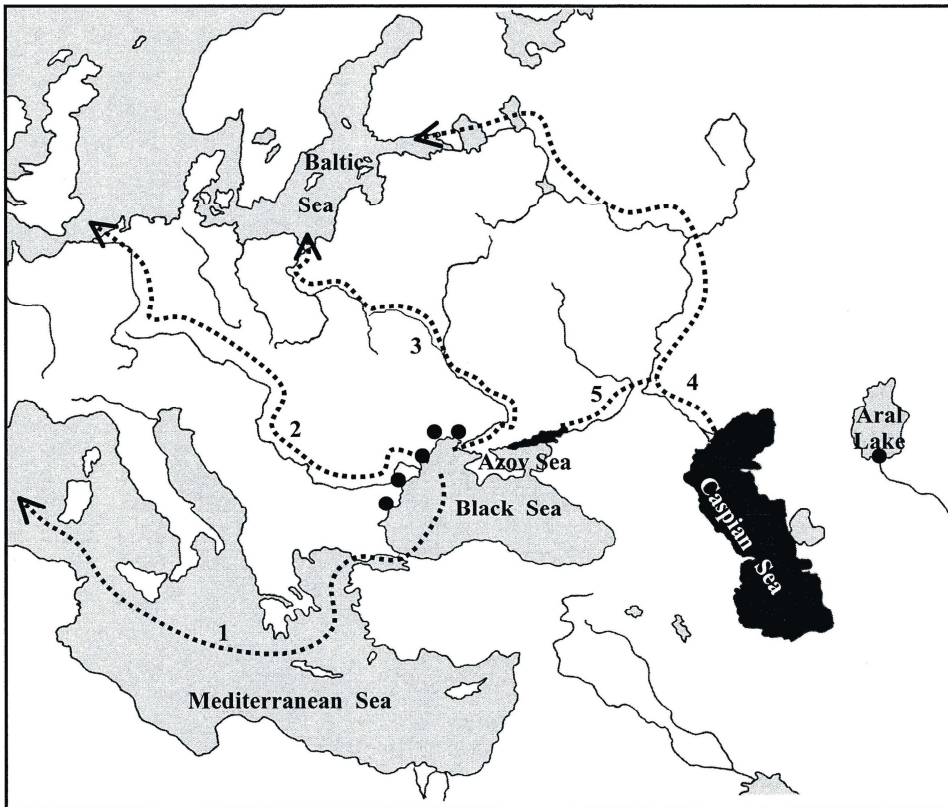 Baltic
Sea
3
5
4
Aral
Lake
2
Azov Sea
Black Sea
Caspian Sea
1
Mediterranean Sea